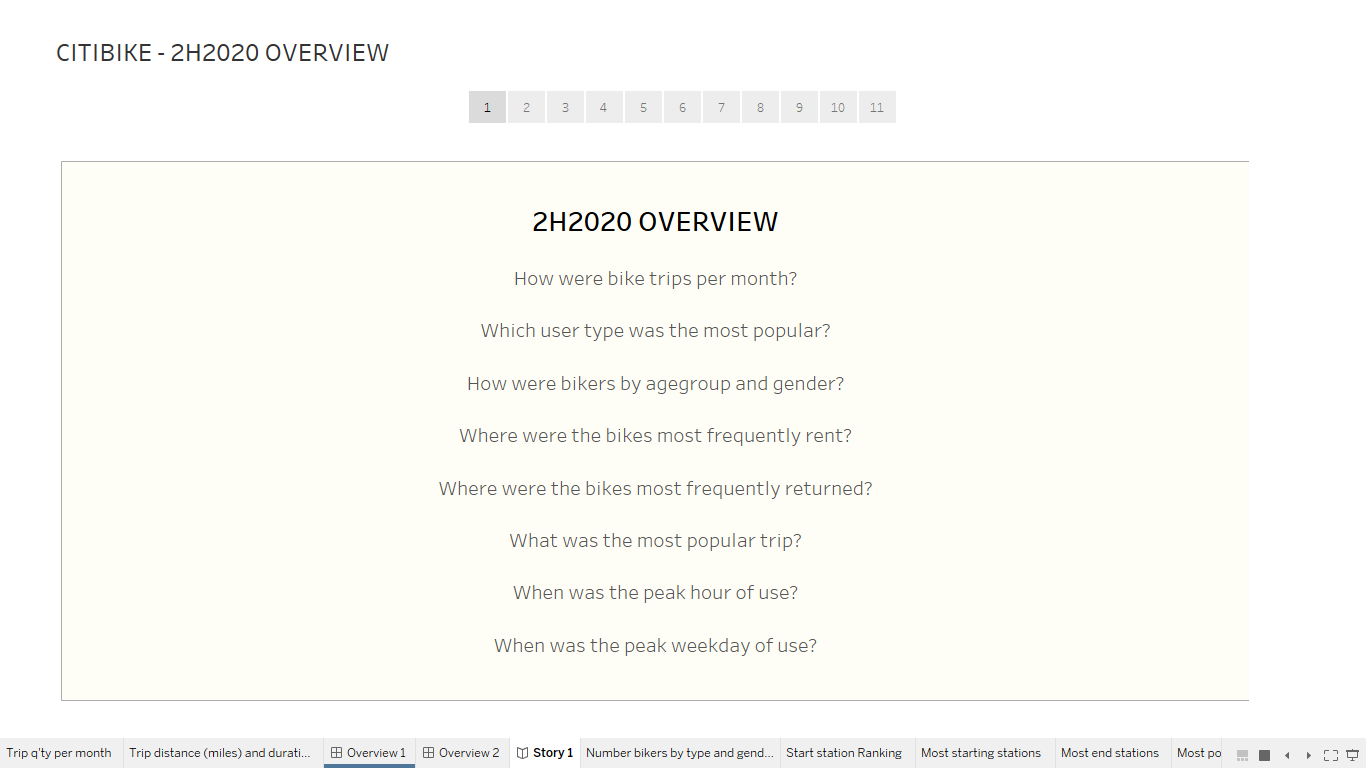 CITIBIKE - 2H2020 OVERVIEW
1 2 3 4 5 6 7 8 9 10 11
2H2020 OVERVIEW
How were bike trips per month?
Which user type was the most popular?
How were bikers by agegroup and gender?
Where were the bikes most frequently rent?
Where were the bikes most frequently returned?
What was the most popular trip?
When was the peak hour of use?
When was the peak weekday of use?
Trip q'ty per month Trip distance (miles) and durati... Overview 1 Overview 2 Story 1 Number bikers by type and gend... Start station Ranking Most starting stations Most end stations Most po